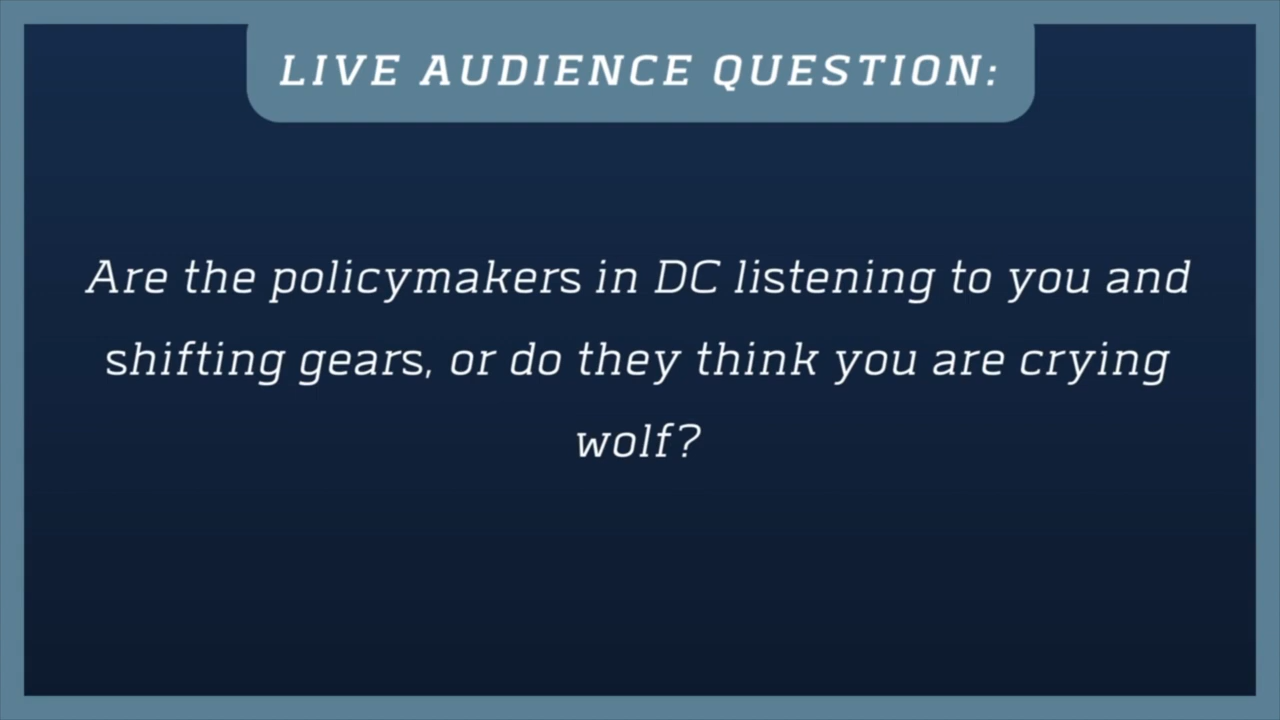 LIVE AUDIENCE QUESTION:
Are the policymakers in DC listening to you and
shifting gears, or do they think you are crying
wolf?